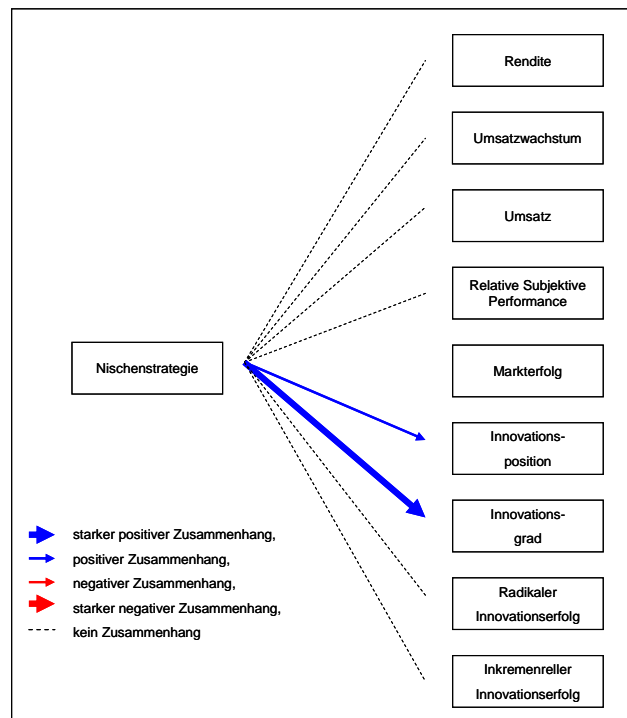 Rendite
Umsatzwachstum
Umsatz
Relative Subjektive
Performance
Nischenstrategie
Markterfolg
Innovations-
position
Innovations-
grad
Radikaler
Innovationserfolg
Inkremenreller
Innovationserfolg
starker positiver Zusammenhang,
positiver Zusammenhang,
negativer Zusammenhang,
starker negativer Zusammenhang,
kein Zusammenhang